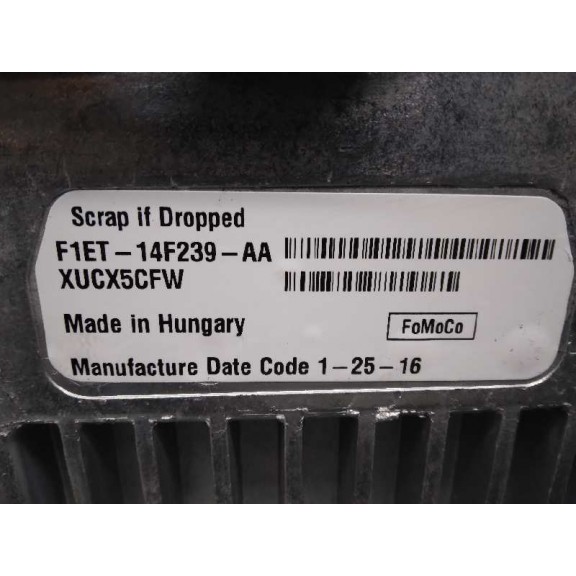 Scrap if Dropped
F1ET-14F239-AA
XUCX5CFW
Made in Hungary FoMoCo
Manufacture Date Code 1-25-16